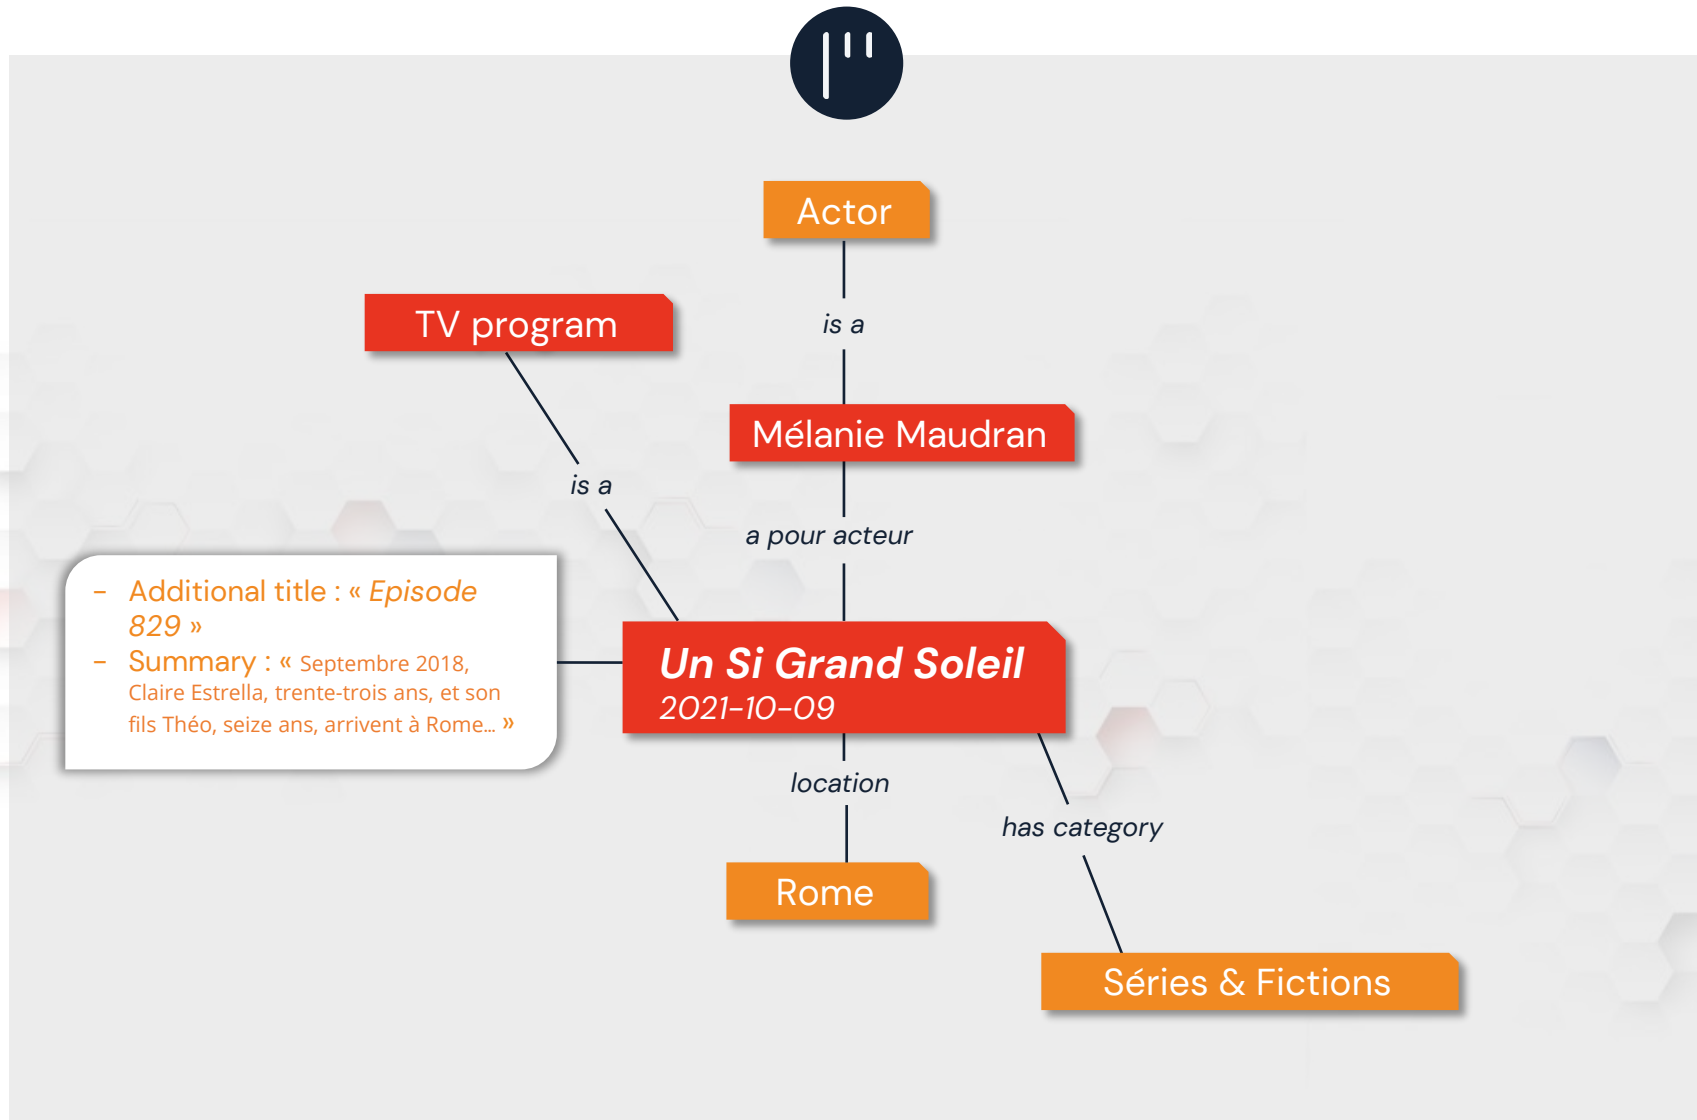 Actor
TV program
is a
Mélanie Maudran
is a
a pour acteur
- Additional title : « Episode
829 »
- Summary : « Septembre 2018,
Claire Estrella, trente-trois ans, et son
fils Théo, seize ans, arrivent à Rome... »
Un Si Grand Soleil
2021-10-09
location
has category
Rome
Séries & Fictions